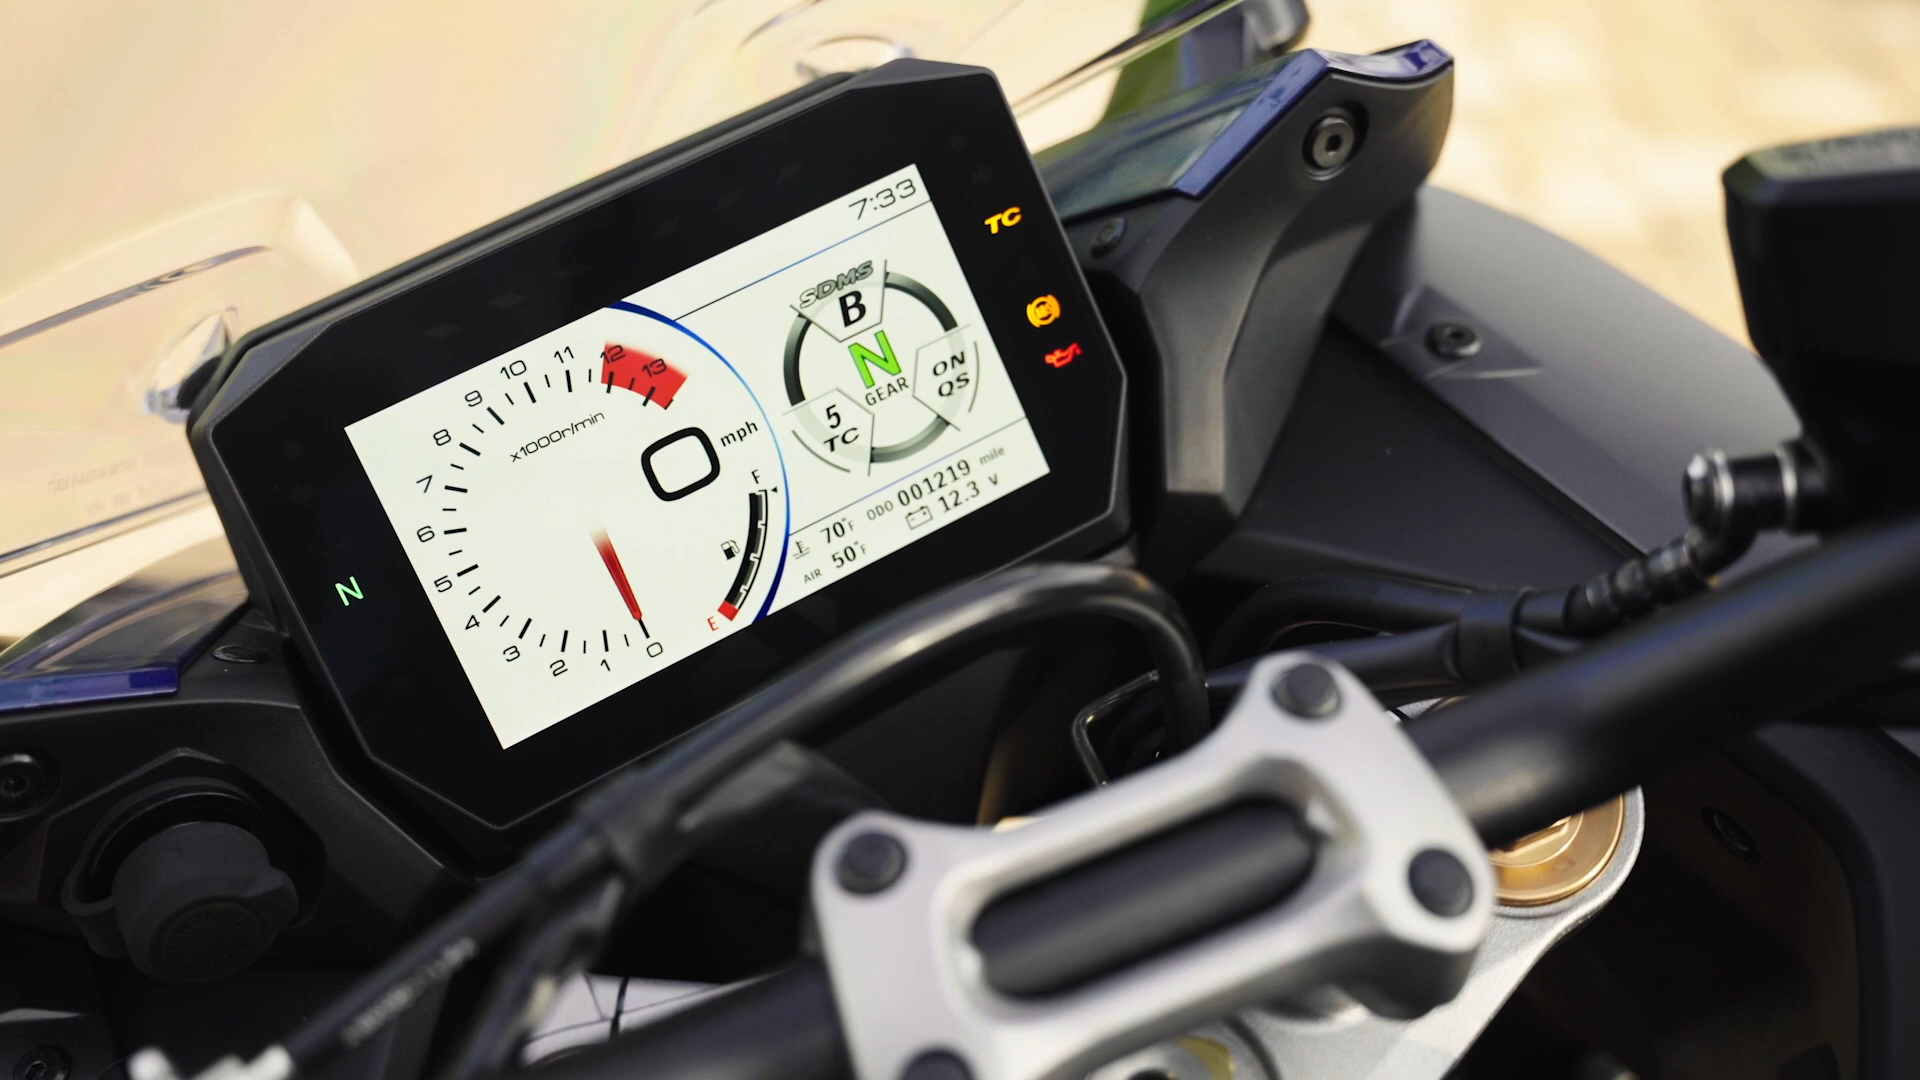 7:33
TC
SDMS
B
N
GEAR
ON
QS
5
TC
13
12
11
10
9
8
7
6
5
4
3
2
1
0
x1000r/min
0 mph
F
E
70°F
AIR 50°F
ODO 001219 mile
12.3 V
N